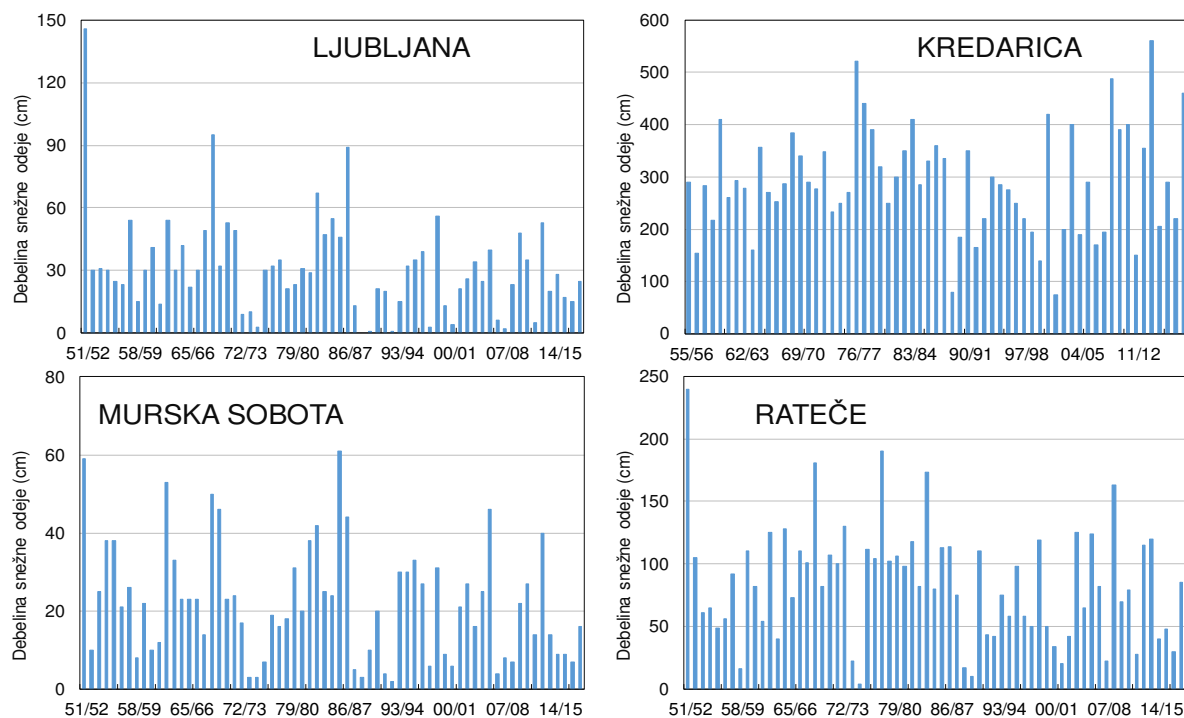 LJUBLJANA
Debelina snežne odeje (cm)
150
120
90
60
30
0
51/52 58/59 65/66 72/73 79/80 86/87 93/94 00/01 07/08 14/15
KREDARICA
Debelina snežne odeje (cm)
600
500
400
300
200
100
0
55/56 62/63 69/70 76/77 83/84 90/91 97/98 04/05 11/12
MURSKA SOBOTA
Debelina snežne odeje (cm)
80
60
40
20
0
51/52 58/59 65/66 72/73 79/80 86/87 93/94 00/01 07/08 14/15
RATEČE
Debelina snežne odeje (cm)
250
200
150
100
50
0
51/52 58/59 65/66 72/73 79/80 86/87 93/94 00/01 07/08 14/15